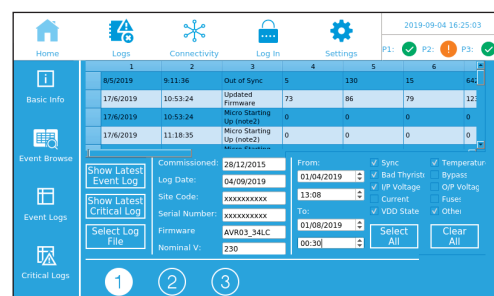 2019-09-04 16:25:03
Home
Logs
Connectivity
Log In
Settings
P1: P2: P3:
1 2 3 4 5 6
8/5/2019 9:11:36 Out of Sync 5 130 15
17/6/2019 10:53:24 Updated Firmware 73 86 79
17/6/2019 10:53:24 Micro Starting Up (note2) 0 0 0 0
17/6/2019 11:18:35 Micro Starting Up (note2) 0 0 0 0
Basic Info
Event Browse
Event Logs
Critical Logs
Show Latest
Event Log
Show Latest
Critical Log
Select Log
File
Commissioned: 28/12/2015
Log Date: 04/09/2019
Site Code: xxxxxxxxxx
Serial Number: xxxxxxxxxx
Firmware AVR03_34LC
Nominal V: 230
From:
01/04/2019
13:08
To:
01/08/2019
00:30
Sync
Bad Thyristo
I/P Voltage
Current
VDD State
Temperature
Bypass
O/P Voltag
Fuses
Other
Select
All
Clear
All
1 2 3